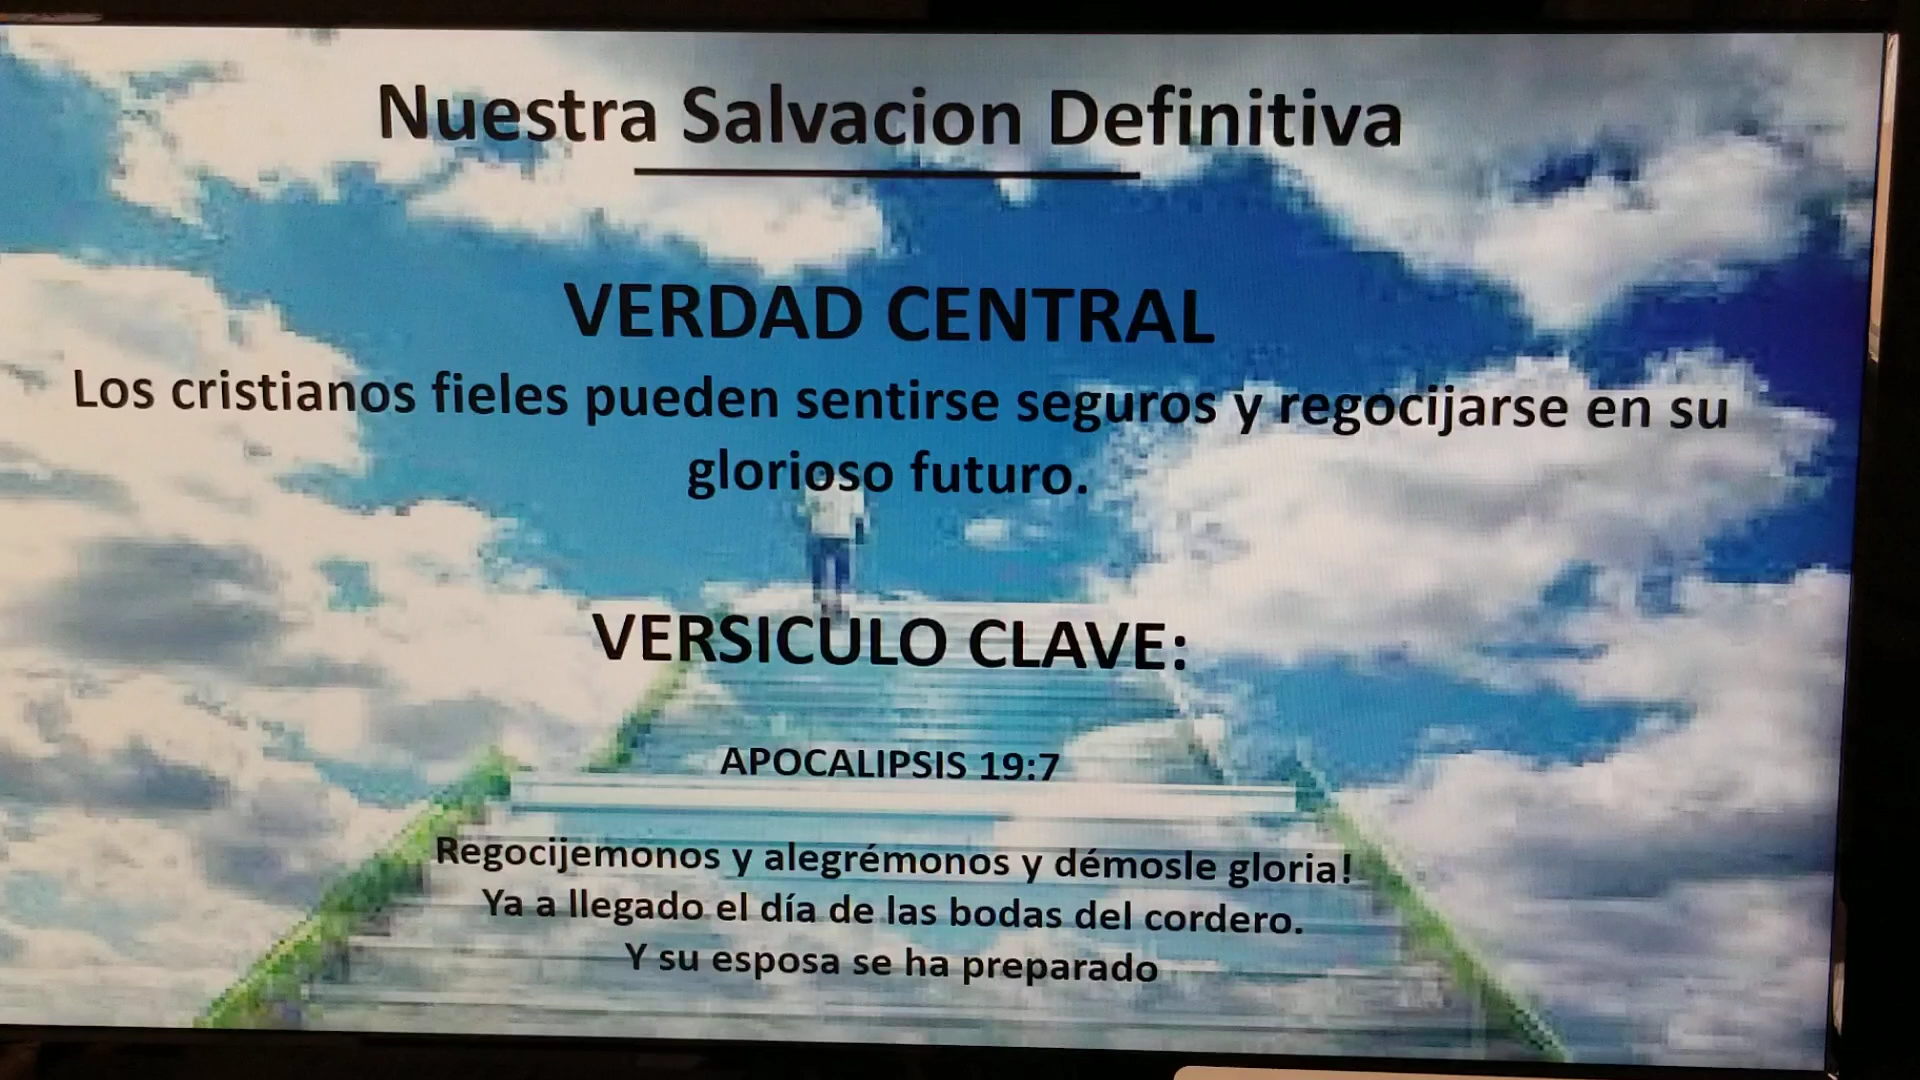 Nuestra Salvacion Definitiva
VERDAD CENTRAL
Los cristianos fieles pueden sentirse seguros y regocijarse en su
glorioso futuro.
VERSICULO CLAVE:
APOCALIPSIS 19:7
Regocijemonos y alegrémonos y démosle gloria!
Ya a llegado el día de las bodas del cordero.
Y su esposa se ha preparado